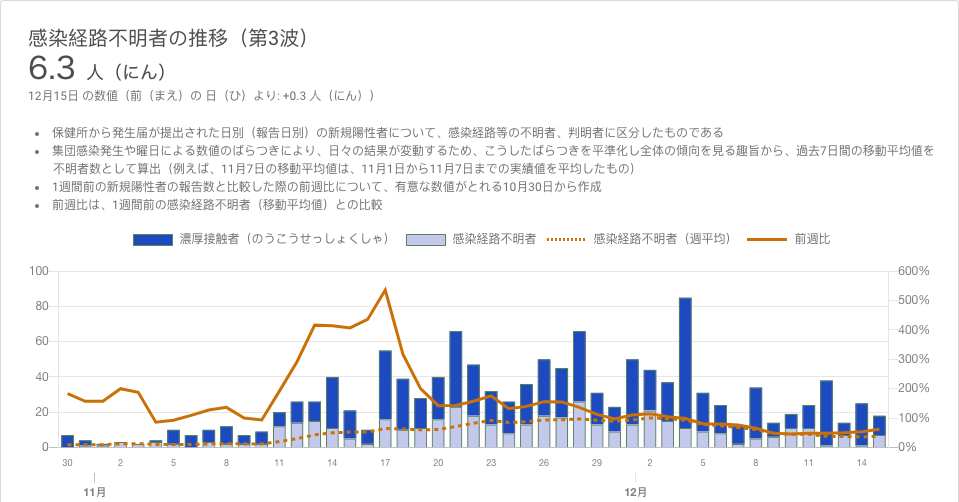 感染経路不明者の推移（第3波）
6.3 人（にん）
12月15日 の数値（前（まえ）の 日（ひ）より: +0.3 人（にん））
保健所から発生届が提出された日別（報告日別）の新規陽性者について、感染経路等の不明者、判明者に区分したものである
集団感染発生や曜日による数値のばらつきにより、日々の結果が変動するため、こうしたばらつきを平準化し全体の傾向を見る趣旨から、過去7日間の移動平均値を
不明者数として算出（例えば、11月7日の移動平均値は、11月1日から11月7日までの実績値を平均したもの）
1週間前の新規陽性者の報告数と比較した際の前週比について、有意な数値がとれる10月30日から作成
前週比は、1週間前の感染経路不明者（移動平均値）との比較
濃厚接触者（のうこうせっしょくしゃ） 感染経路不明者 感染経路不明者（週平均） 前週比
100 600%
500%
80
400%
60
300%
40
200%
20 100%
0 0%
30 2 5 8 11 14 17 20 23 26 29 2 5 8 11 14
11月 12月